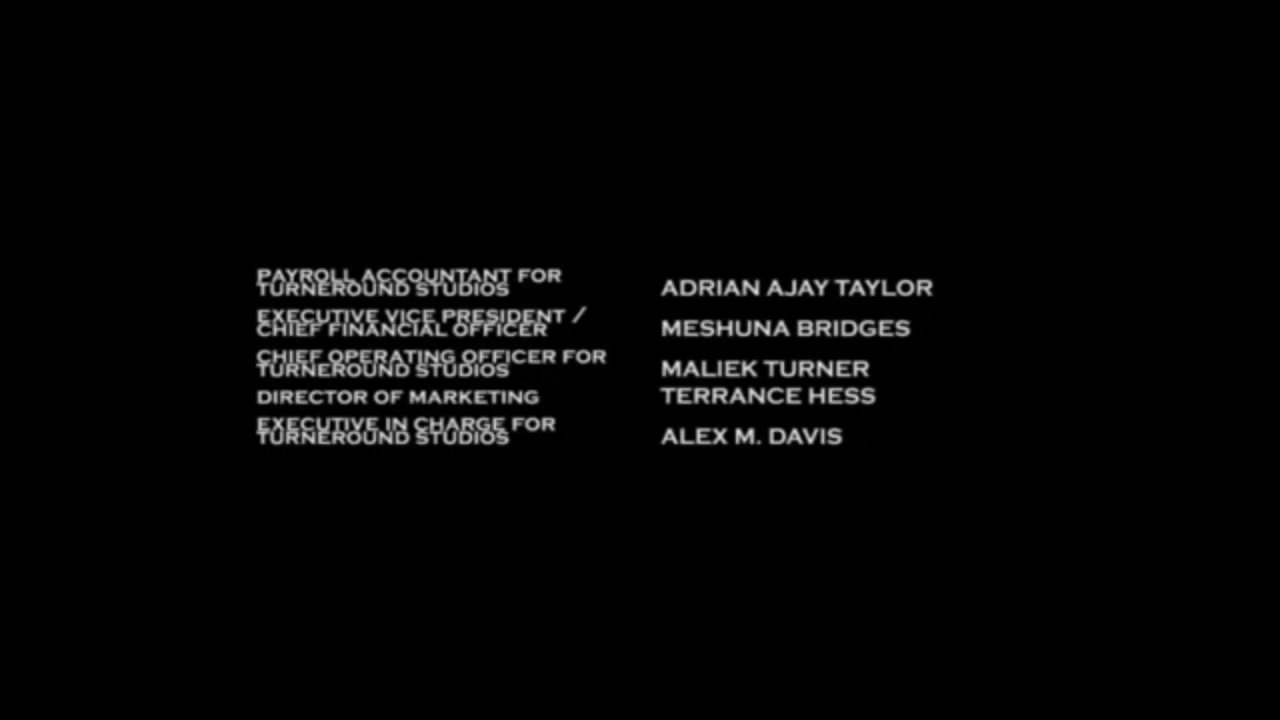 PAYROLL ACCOUNTANT FOR
TURNEROUND STUDIOS
ADRIAN AJAY TAYLOR
EXECUTIVE VICE PRESIDENT /
CHIEF FINANCIAL OFFICER
MESHUNA BRIDGES
CHIEF OPERATING OFFICER FOR
TURNEROUND STUDIOS
MALIEK TURNER
DIRECTOR OF MARKETING
TERRANCE HESS
EXECUTIVE IN CHARGE FOR
TURNEROUND STUDIOS
ALEX M. DAVIS